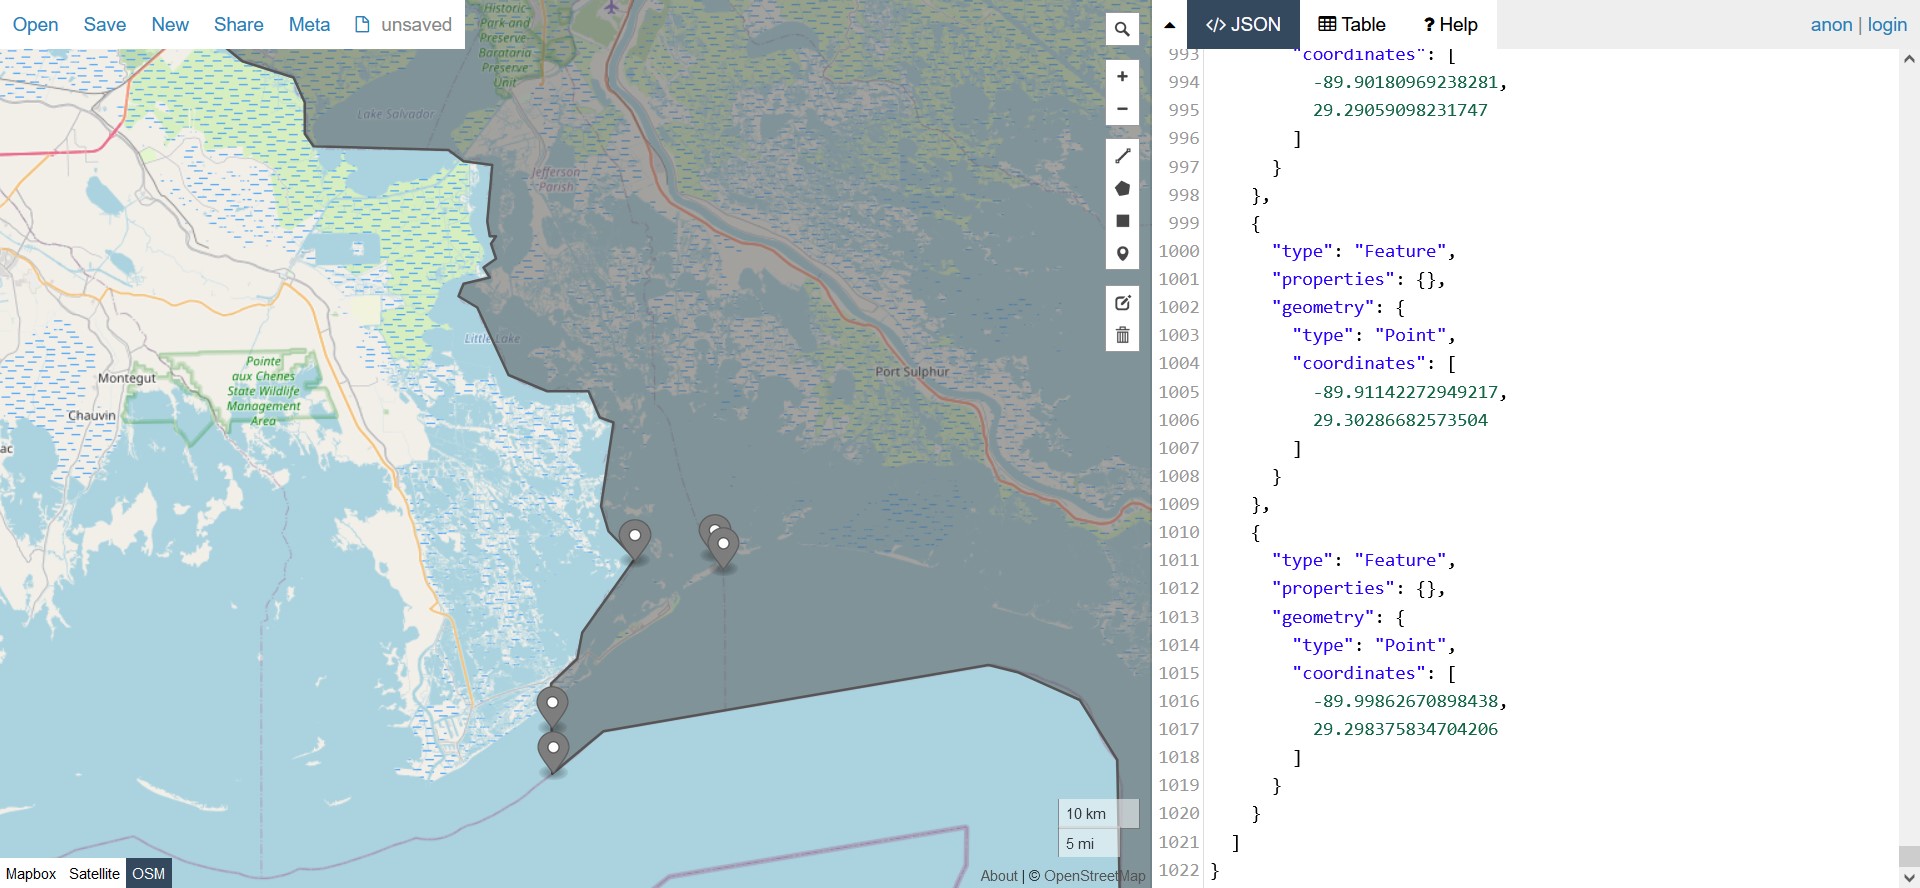 Open Save New Share Meta unsaved
JSON Table ? Help
anon | login
Historic
Park and
Preserve-
Barataria
Preserve
Unit
Lake Salvador
Jefferson
Parish
Little Lake
Pointe
aux Chenes
State Wildlife
Management
Area
Montegut
Chauvin
ac
Port Sulphur
10 km
5 mi
Mapbox Satellite OSM
About | © OpenStreetMap
993 "coordinates": [
994 -89.90180969238281,
995 29.29059098231747
996 ]
997 }
998 },
999 {
1000 "type": "Feature",
1001 "properties": {},
1002 "geometry": {
1003 "type": "Point",
1004 "coordinates": [
1005 -89.91142272949217,
1006 29.30286682573504
1007 ]
1008 }
1009 },
1010 {
1011 "type": "Feature",
1012 "properties": {},
1013 "geometry": {
1014 "type": "Point",
1015 "coordinates": [
1016 -89.99862670898438,
1017 29.298375834704206
1018 ]
1019 }
1020 }
1021 ]
1022 }